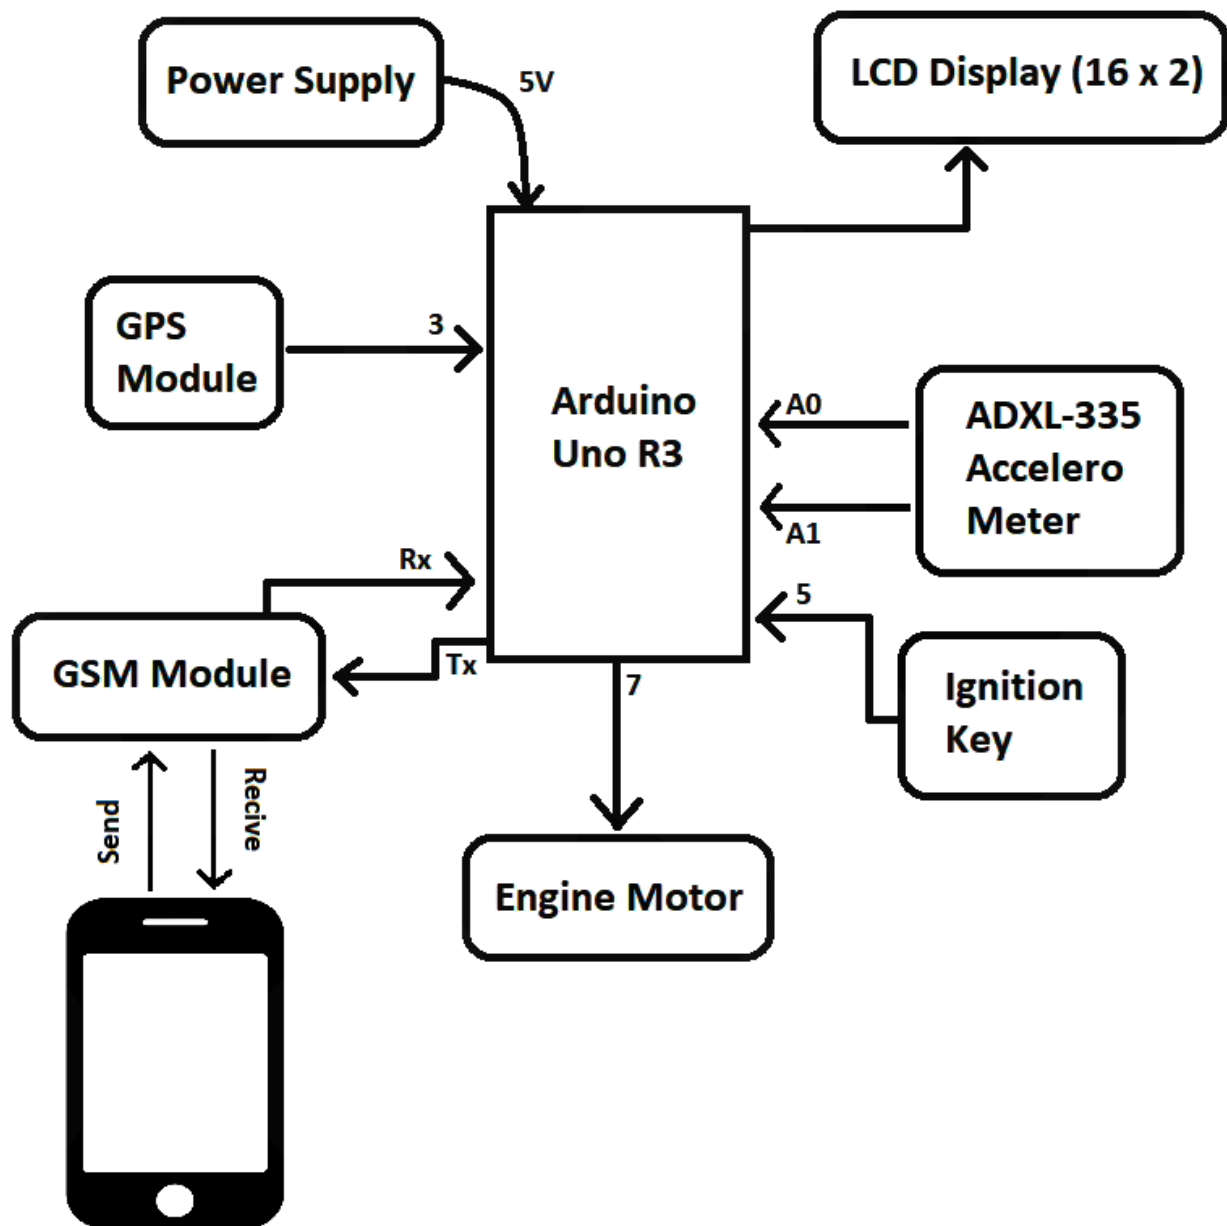 Power Supply
5V
LCD Display (16 x 2)
GPS
Module
3
Arduino
Uno R3
A0
A1
ADXL-335
Accelero
Meter
Rx
Tx
5
GSM Module
7
Ignition
Key
Send
Recive
Engine Motor